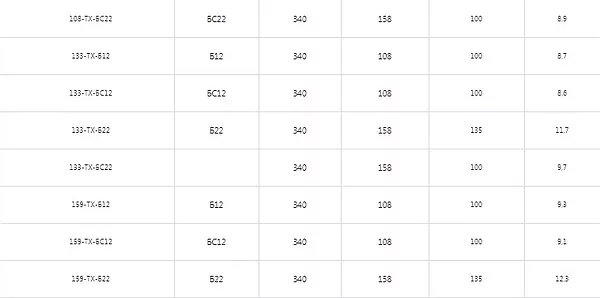 108-ТХ-БС22 БС22 340 158 100 8,9
133-ТХ-Б12 Б12 340 108 100 8,7
133-ТХ-БС12 БС12 340 108 100 8,6
133-ТХ-Б22 Б22 340 158 135 11,7
133-ТХ-БС22 340 158 100 9,7
159-ТХ-Б12 Б12 340 108 100 9,3
159-ТХ-БС12 БС12 340 108 100 9,1
159-ТХ-Б22 Б22 340 158 135 12,3